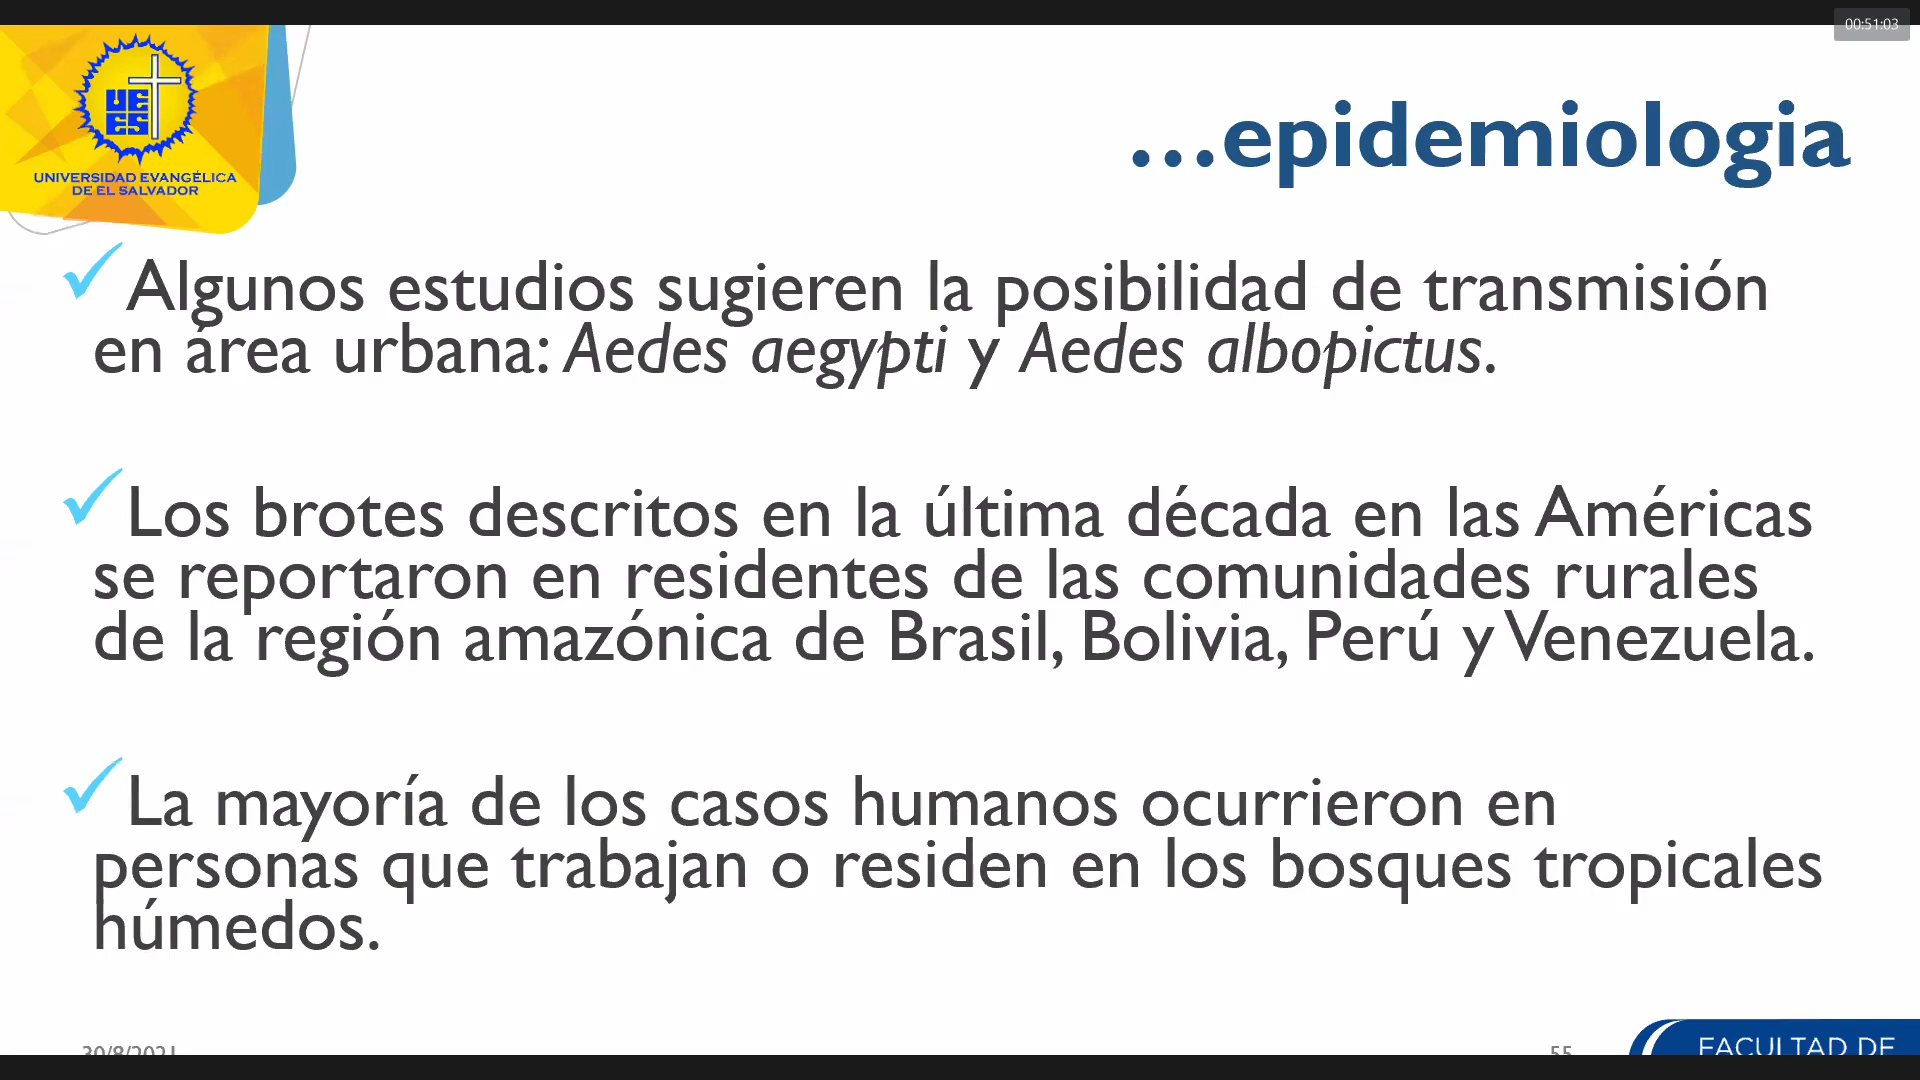 00:51:03
UE
ES
UNIVERSIDAD EVANGÉLICA
DE EL SALVADOR
...epidemiologia
Algunos estudios sugieren la posibilidad de transmisión
en área urbana: Aedes aegypti y Aedes albopictus.
Los brotes descritos en la última década en las Américas
se reportaron en residentes de las comunidades rurales
de la región amazónica de Brasil, Bolivia, Perú y Venezuela.
La mayoría de los casos humanos ocurrieron en
personas que trabajan o residen en los bosques tropicales
húmedos.
30/8/2021
55
FACULTAD DE